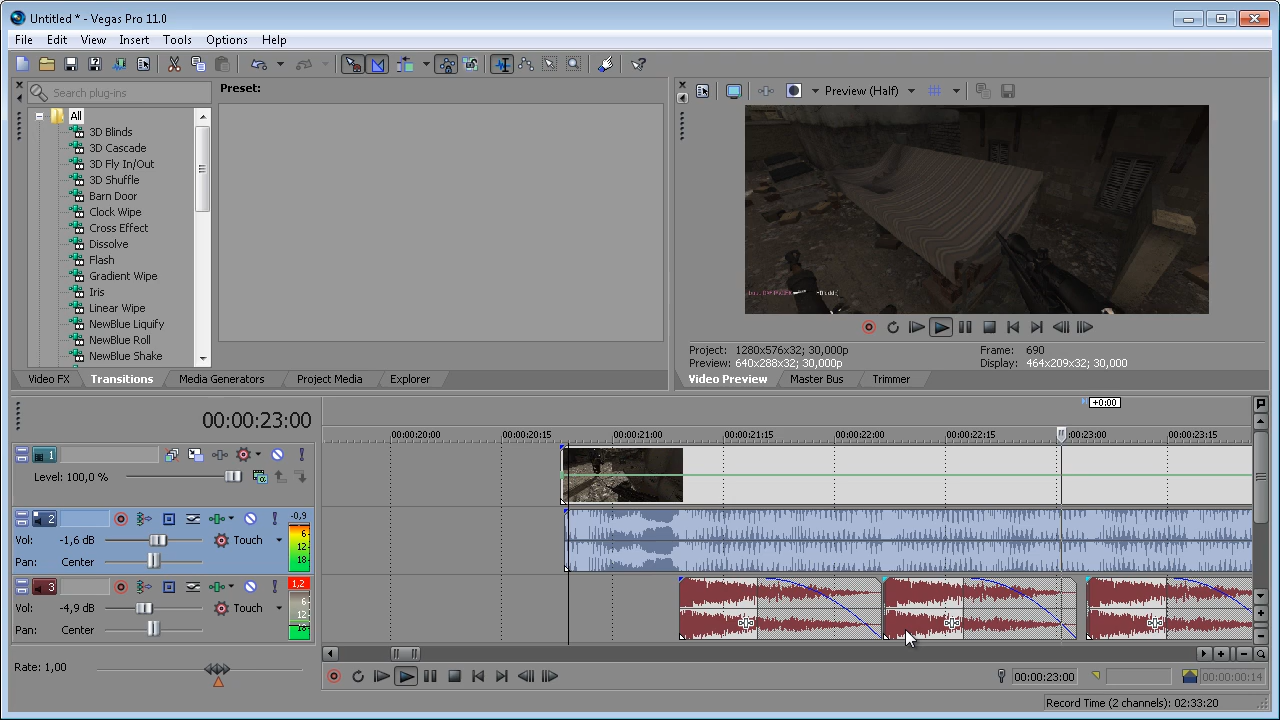 Untitled * - Vegas Pro 11.0
File Edit View Insert Tools Options Help
Search plug-ins
Preset:
Preview (Half)
All
3D Blinds
3D Cascade
3D Fly In/Out
3D Shuffle
Barn Door
Clock Wipe
Cross Effect
Dissolve
Flash
Gradient Wipe
Iris
Linear Wipe
NewBlue Liquify
NewBlue Roll
NewBlue Shake
Project: 1280x576x32; 30,000p Frame: 690
Preview: 640x288x32; 30,000p Display: 464x209x32; 30,000
Video FX Transitions Media Generators Project Media Explorer
Video Preview Master Bus Trimmer
+0:00
00:00:23:00
00:00:20:00 00:00:20:15 00:00:21:00 00:00:21:15 00:00:22:00 00:00:22:15 :00:23:00 00:00:23:15
1
Level: 100,0 %
2 -0,9
Vol: -1,6 dB Touch 6
12
Pan: Center 18
3 1,2
Vol: -4,9 dB Touch 6
12
Pan: Center 18
Rate: 1,00
00:00:23:00 00:00:00:14
Record Time (2 channels): 02:33:20